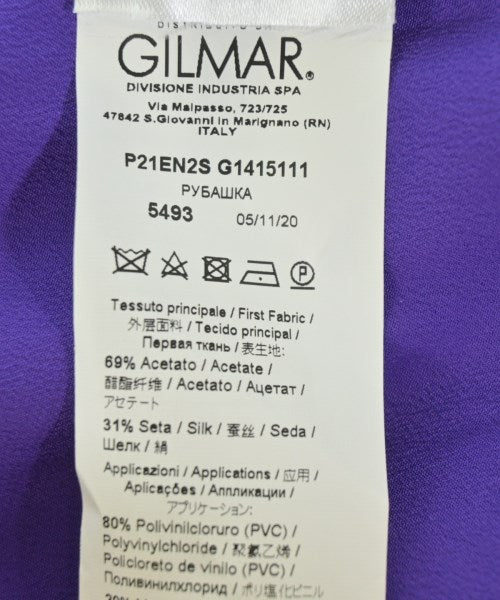 GILMAR®
DIVISIONE INDUSTRIA SPA
Via Malpasso, 723/725
47842 S.Giovanni in Marignano (RN)
ITALY
P21EN2S G1415111
РУБАШКА
5493 05/11/20
P
Tessuto principale / First Fabric /
外层面料 / Tecido principal /
Первая ткань / 表生地:
69% Acetato / Acetate /
醋酯纤维 / Acetato / Ацетат /
アセテート
31% Seta / Silk / 蚕丝 / Seda /
Шелк / 絹
Applicazioni / Applications / 应用 /
Aplicações / Аппликации /
アプリケーション:
80% Polivinilcloruro (PVC) /
Polyvinylchloride / 聚氯乙烯 /
Policloreto de vinilo (PVC) /
Поливинилхлорид / ポリ塩化ビニル